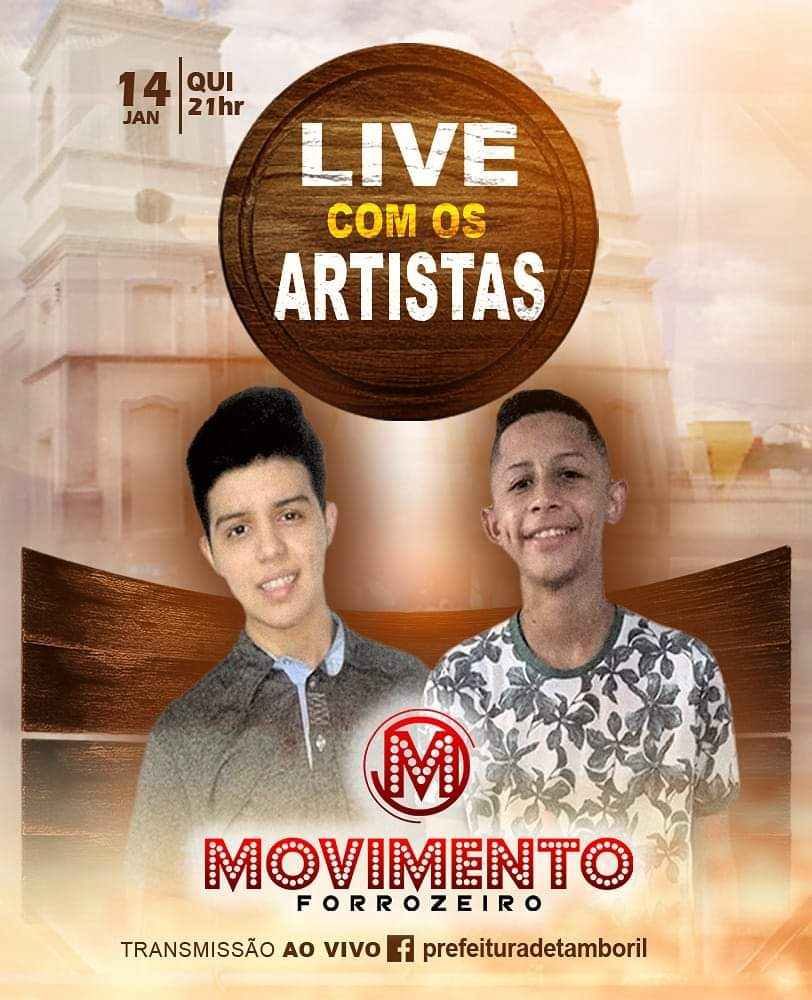 14
JAN
QUI
21hr
LIVE
COM OS
ARTISTAS
M
MOVIMENTO
FORROZEIRO
TRANSMISSÃO AO VIVO f prefeituradetamboril